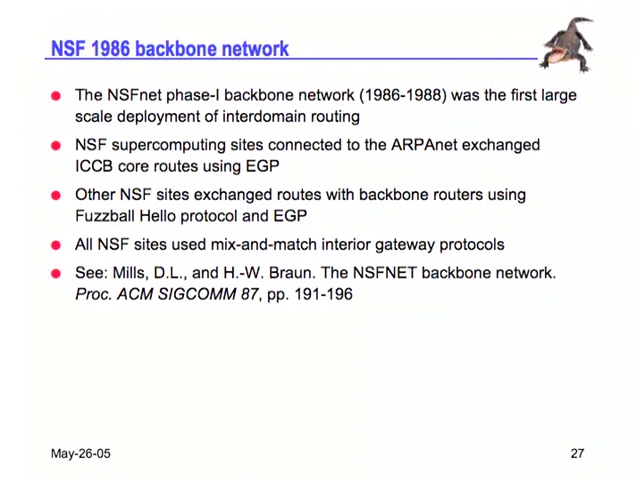 NSF 1986 backbone network
The NSFnet phase-I backbone network (1986-1988) was the first large
scale deployment of interdomain routing
NSF supercomputing sites connected to the ARPAnet exchanged
ICCB core routes using EGP
Other NSF sites exchanged routes with backbone routers using
Fuzzball Hello protocol and EGP
All NSF sites used mix-and-match interior gateway protocols
See: Mills, D.L., and H.-W. Braun. The NSFNET backbone network.
Proc. ACM SIGCOMM 87, pp. 191-196
May-26-05
27